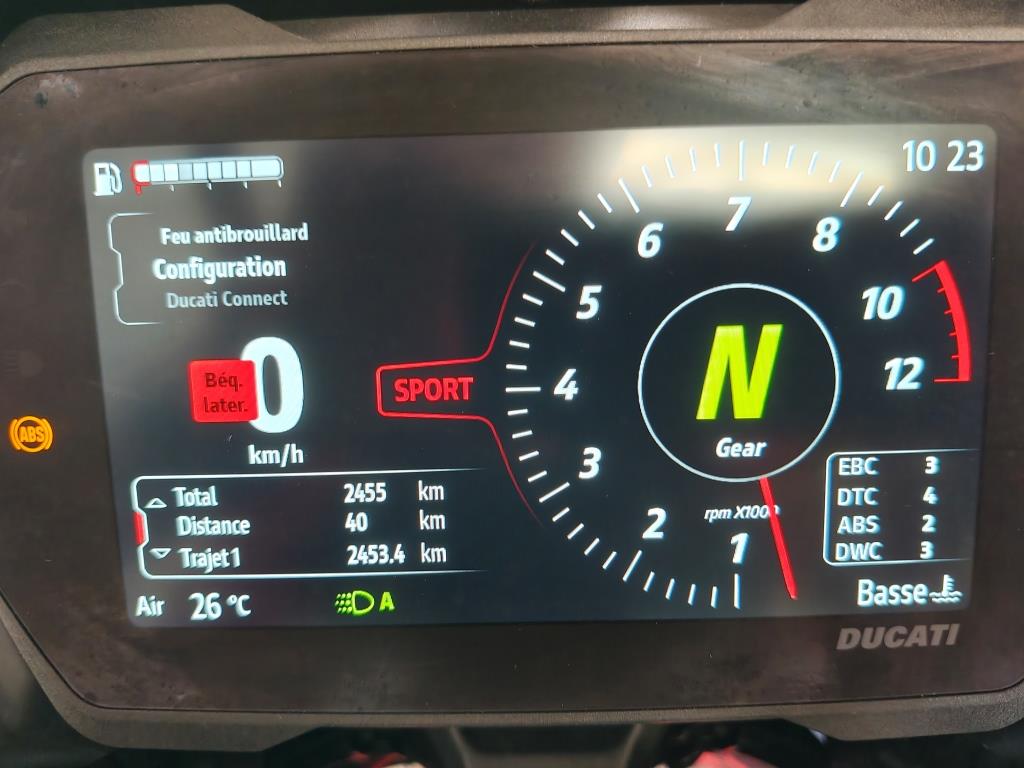 10 23
Feu antibrouillard
Configuration
Ducati Connect
Béq.
later.
0
km/h
SPORT
1
2
3
4
5
6
7
8
10
12
N
Gear
rpm X1000
Total 2455 km
Distance 40 km
Trajet 1 2453.4 km
EBC 3
DTC 4
ABS 2
DWC 3
Air 26 °C
A
Basse
ABS
DUCATI